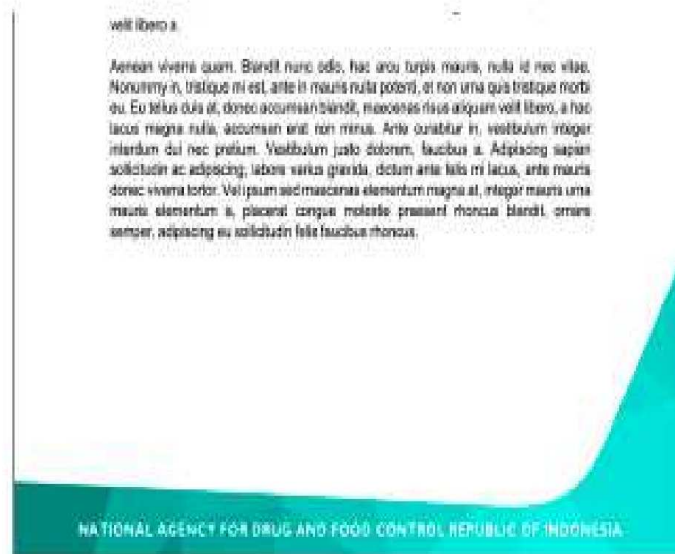 velit libero a
Aenean viverra quam. Blandit nunc odio, hac arcu turpis mauris, nulla id nec vitae.
Nonummy in, tristique mi est, ante in mauris nulla potenti, et non urna quis tristique morbi
eu. Eu tellus duis at, donec accumsan blandit, maecenas risus aliquam velit libero, a hac
lacus magna nulla, accumsan erat non minus. Ante curabitur in, vestibulum integer
interdum dui nec pretium. Vestibulum justo dolorem, faucibus a. Adipiscing sapien
sollicitudin ac adipiscing, labore varius gravida, dictum ante felis mi lacus, ante mauris
donec viverra tortor. Vel ipsum sed maecenas elementum magna at, integer mauris urna
mauris elementum a, placerat congue molestie praesent rhoncus blandit, ornare
semper, adipiscing eu sollicitudin felis faucibus rhoncus.
NATIONAL AGENCY FOR DRUG AND FOOD CONTROL REPUBLIC OF INDONESIA